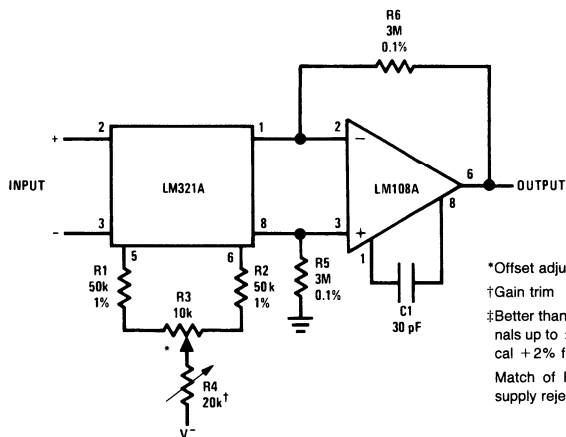 R6
3M
0.1%
2
1
2
6
+
−
INPUT
LM321A
LM108A
OUTPUT
8
−
3
8
3
+
5
6
1
R1
50k
1%
R2
50k
1%
R3
10k
*
R5
3M
0.1%
C1
30 pF
R4
20k†
V−
*Offset adju
†Gain trim
‡Better than
nals up to
cal +2% f
Match of
supply reje